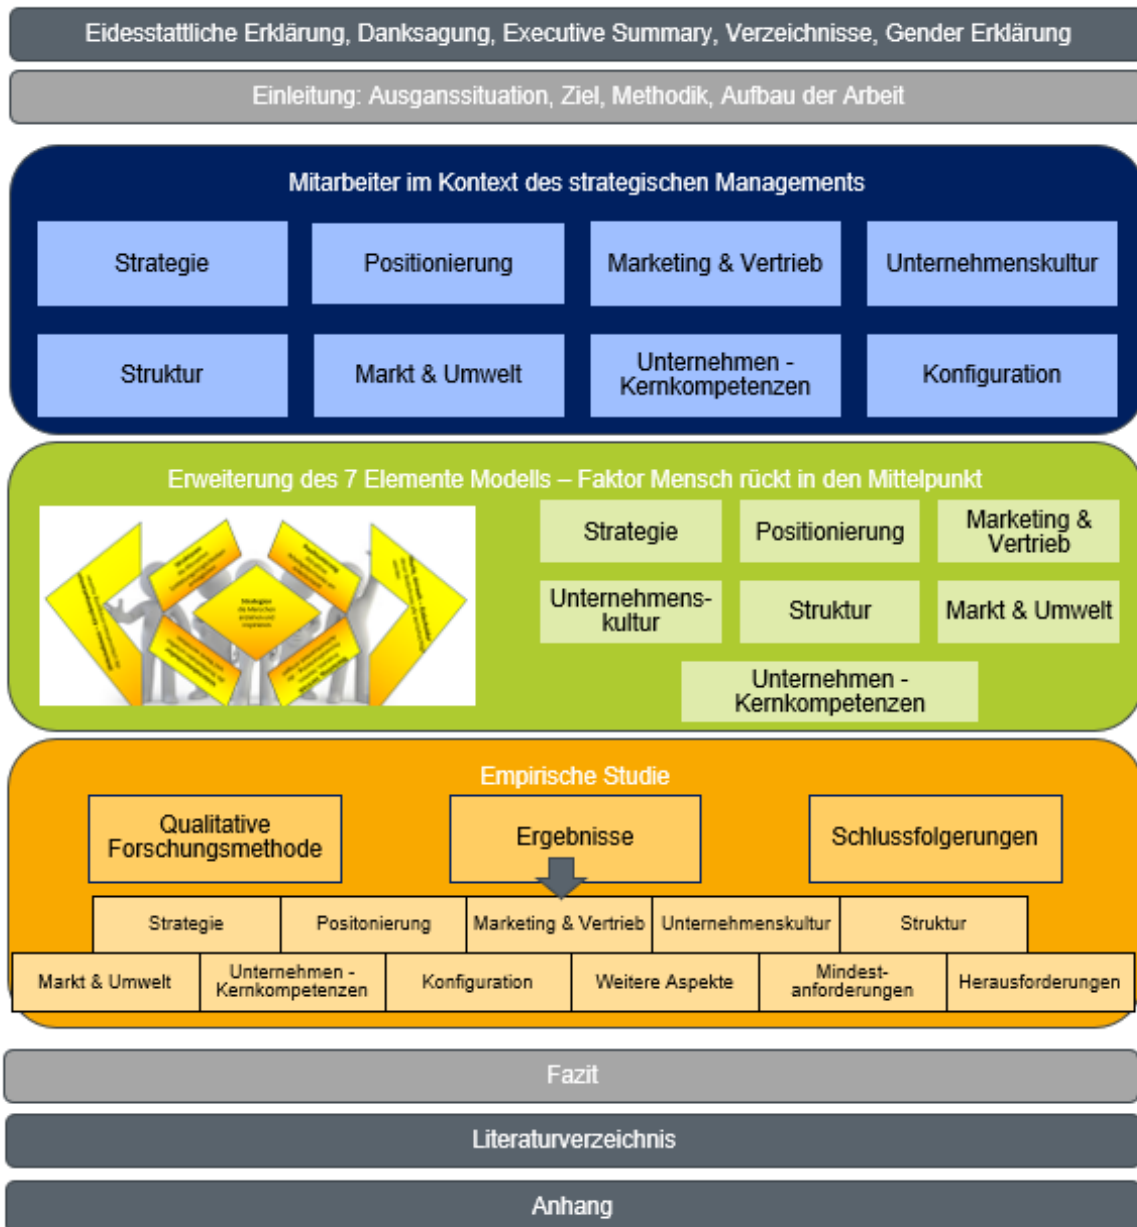 Eidesstattliche Erklärung, Danksagung, Executive Summary, Verzeichnisse, Gender Erklärung
Einleitung: Ausganssituation, Ziel, Methodik, Aufbau der Arbeit
Mitarbeiter im Kontext des strategischen Managements
Strategie
Positionierung
Marketing & Vertrieb
Unternehmenskultur
Struktur
Markt & Umwelt
Unternehmen -
Kernkompetenzen
Konfiguration
Erweiterung des 7 Elemente Modells – Faktor Mensch rückt in den Mittelpunkt
Strategien
die Menschen
Strategie
Positionierung
Marketing &
Vertrieb
Unternehmens-
kultur
Struktur
Markt & Umwelt
Unternehmen -
Kernkompetenzen
Empirische Studie
Qualitative
Forschungsmethode
Ergebnisse
Schlussfolgerungen
Strategie
Positonierung
Marketing & Vertrieb
Unternehmenskultur
Struktur
Markt & Umwelt
Unternehmen -
Kernkompetenzen
Konfiguration
Weitere Aspekte
Mindest-
anforderungen
Herausforderungen
Fazit
Literaturverzeichnis
Anhang